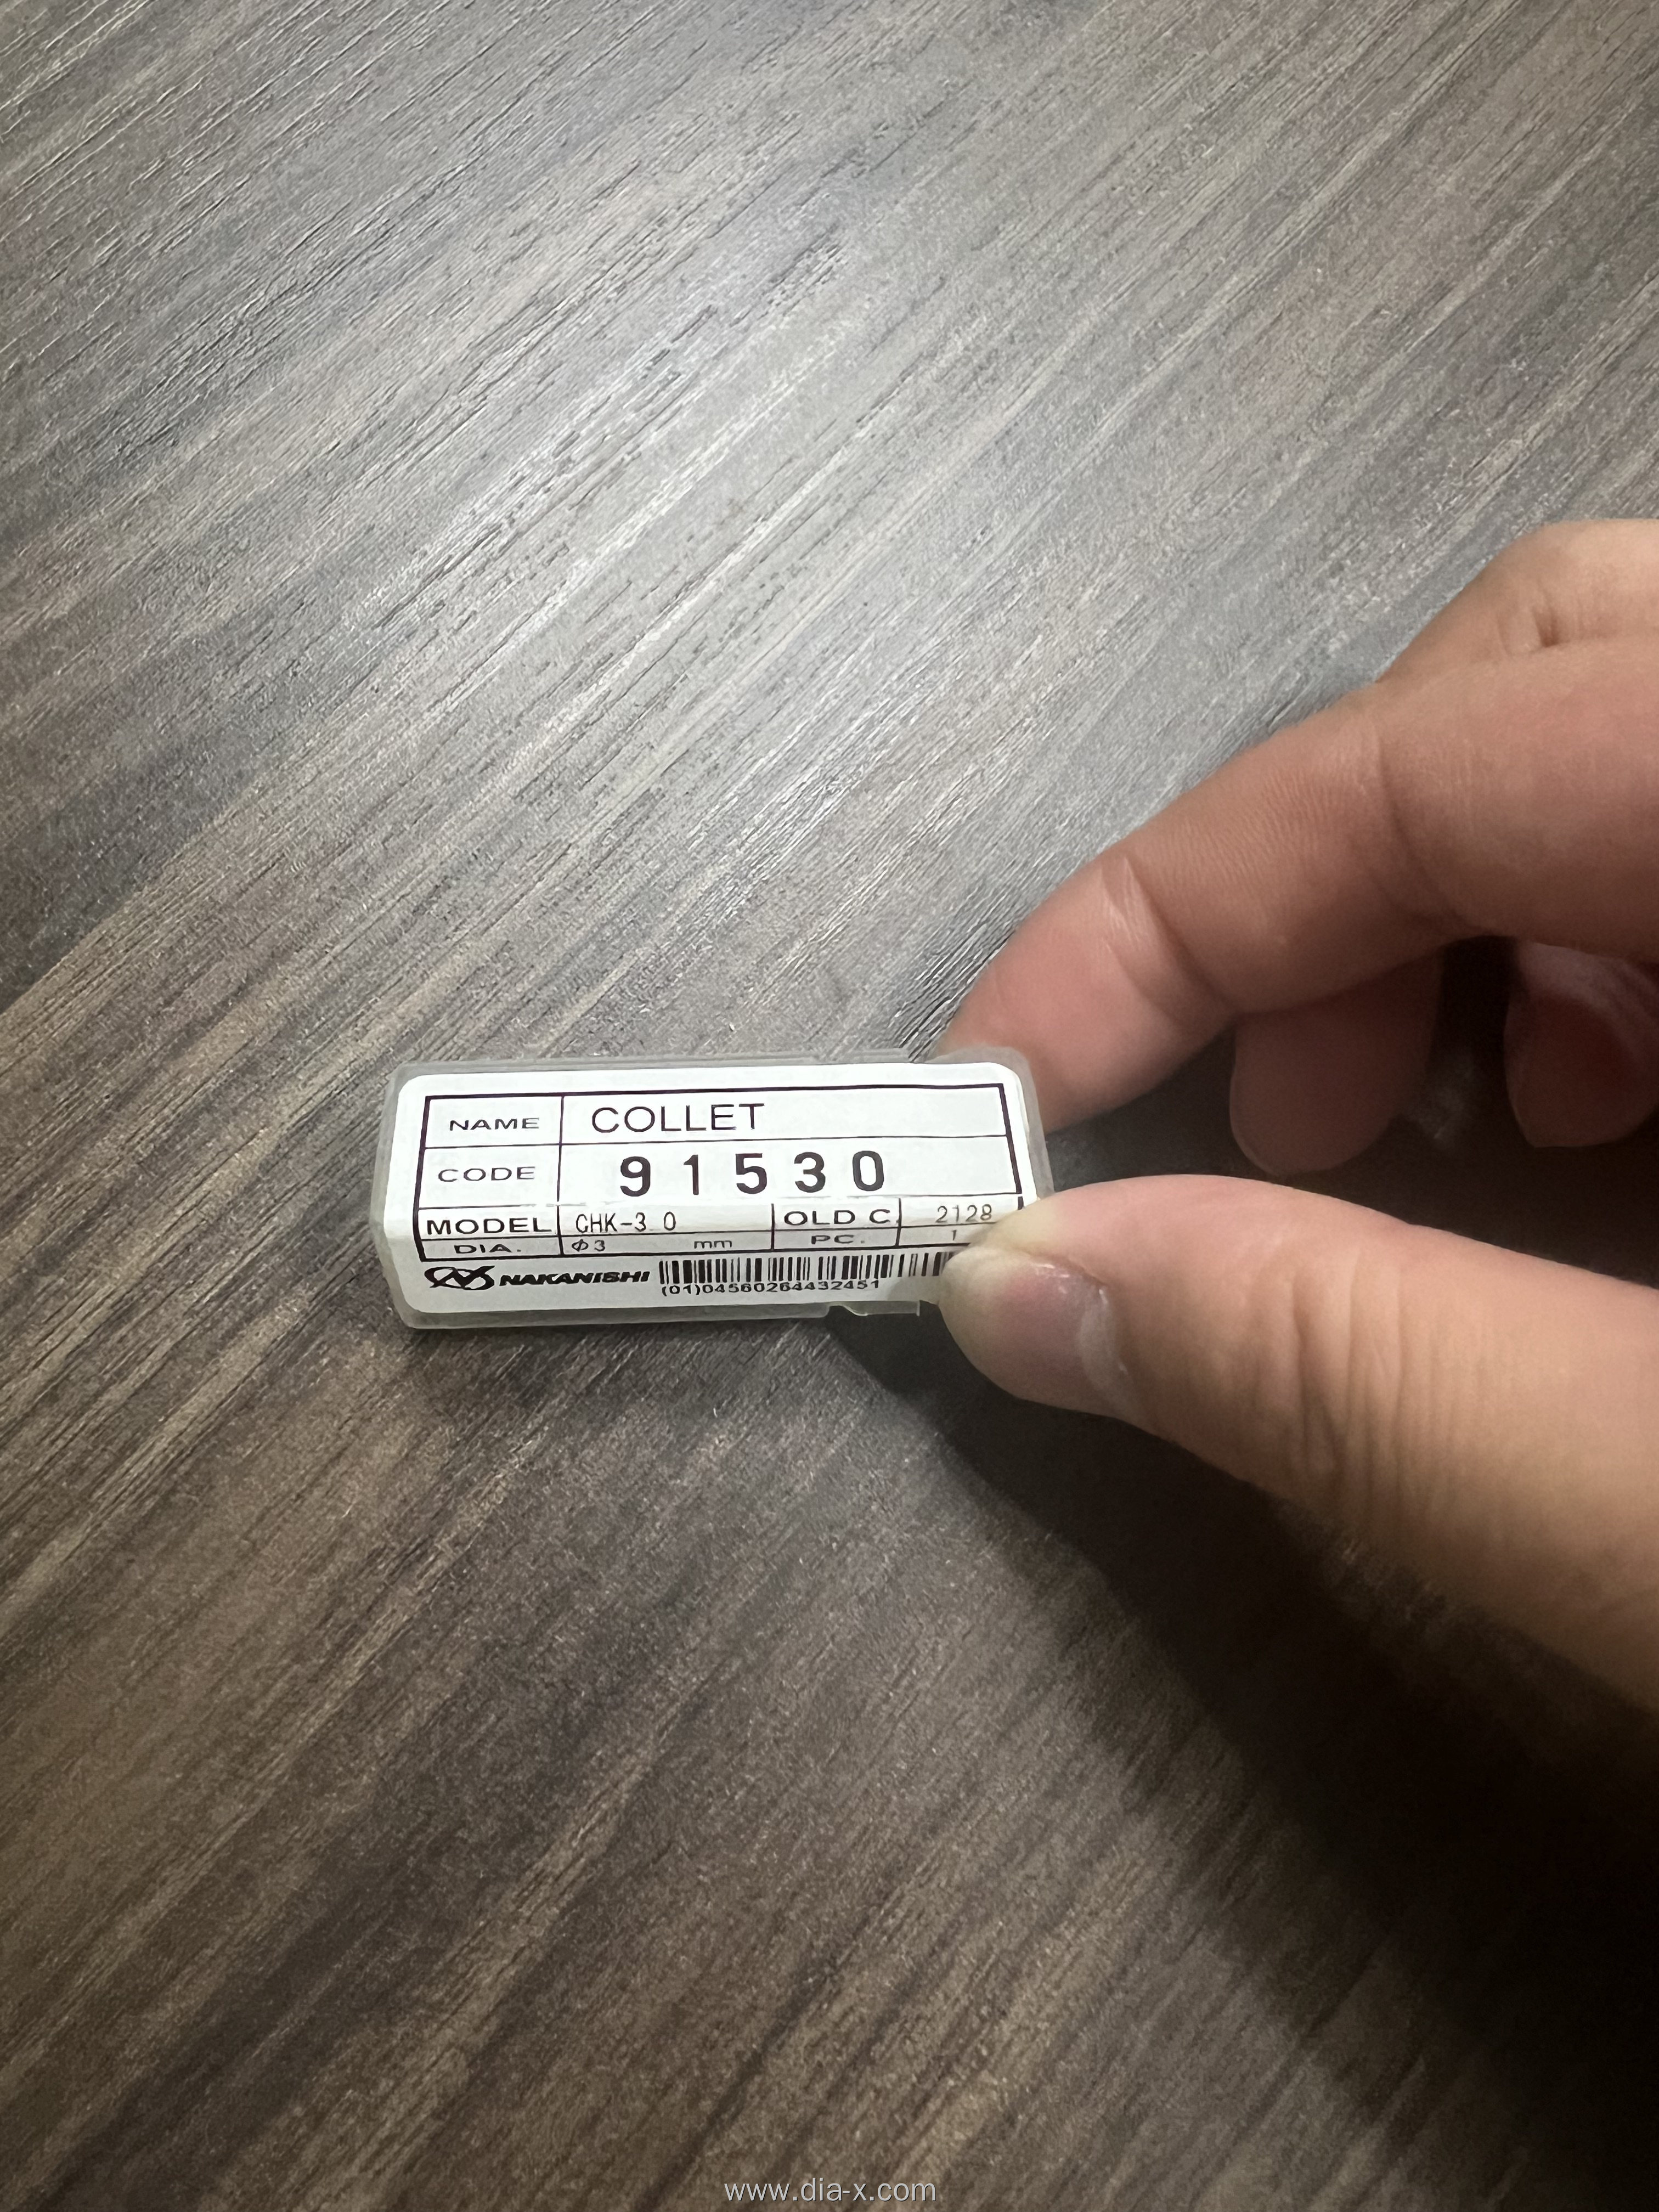 NAME COLLET
CODE 91530
MODEL CHK-3.0 OLD C. 2128
DIA. Φ3 mm PC. 1
NAKANISHI
(01)04560264432451
www.dia-x.com